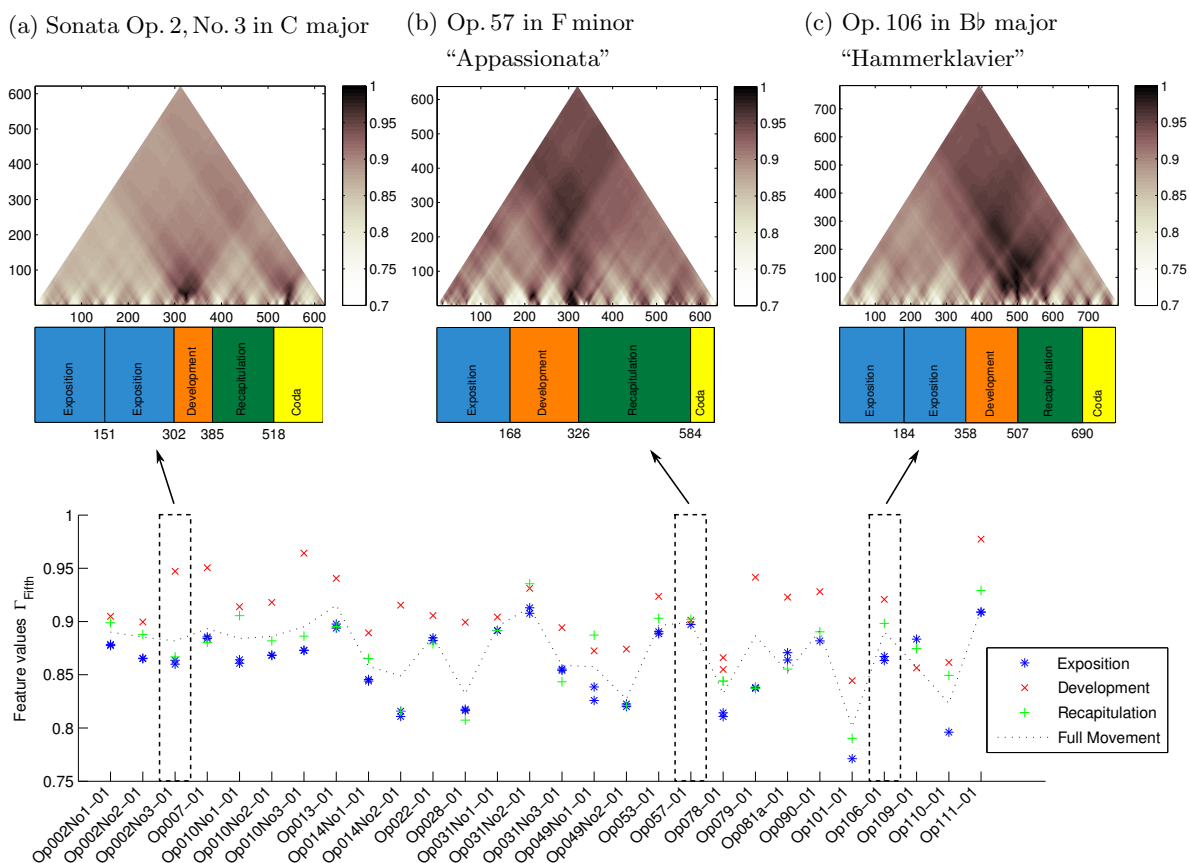 (a) Sonata Op. 2, No. 3 in C major
(b) Op. 57 in F minor
“Appassionata”
(c) Op. 106 in B♭ major
“Hammerklavier”
600
500
400
300
200
100
100 200 300 400 500 600
1
0.95
0.9
0.85
0.8
0.75
0.7
Exposition
Exposition
Development
Recapitulation
Coda
151 302 385 518
600
500
400
300
200
100
100 200 300 400 500 600
1
0.95
0.9
0.85
0.8
0.75
0.7
Exposition
Development
Recapitulation
Coda
168 326 584
700
600
500
400
300
200
100
100 200 300 400 500 600 700
1
0.95
0.9
0.85
0.8
0.75
0.7
Exposition
Exposition
Development
Recapitulation
Coda
184 358 507 690
Feature values Γ Fifth
1
0.95
0.9
0.85
0.8
0.75
Exposition
Development
Recapitulation
Full Movement
Op002No1−01
Op002No2−01
Op002No3−01
Op007−01
Op010No1−01
Op010No2−01
Op010No3−01
Op013−01
Op014No1−01
Op014No2−01
Op022−01
Op028−01
Op031No1−01
Op031No2−01
Op031No3−01
Op049No1−01
Op049No2−01
Op053−01
Op057−01
Op078−01
Op079−01
Op081a−01
Op090−01
Op101−01
Op106−01
Op109−01
Op110−01
Op111−01